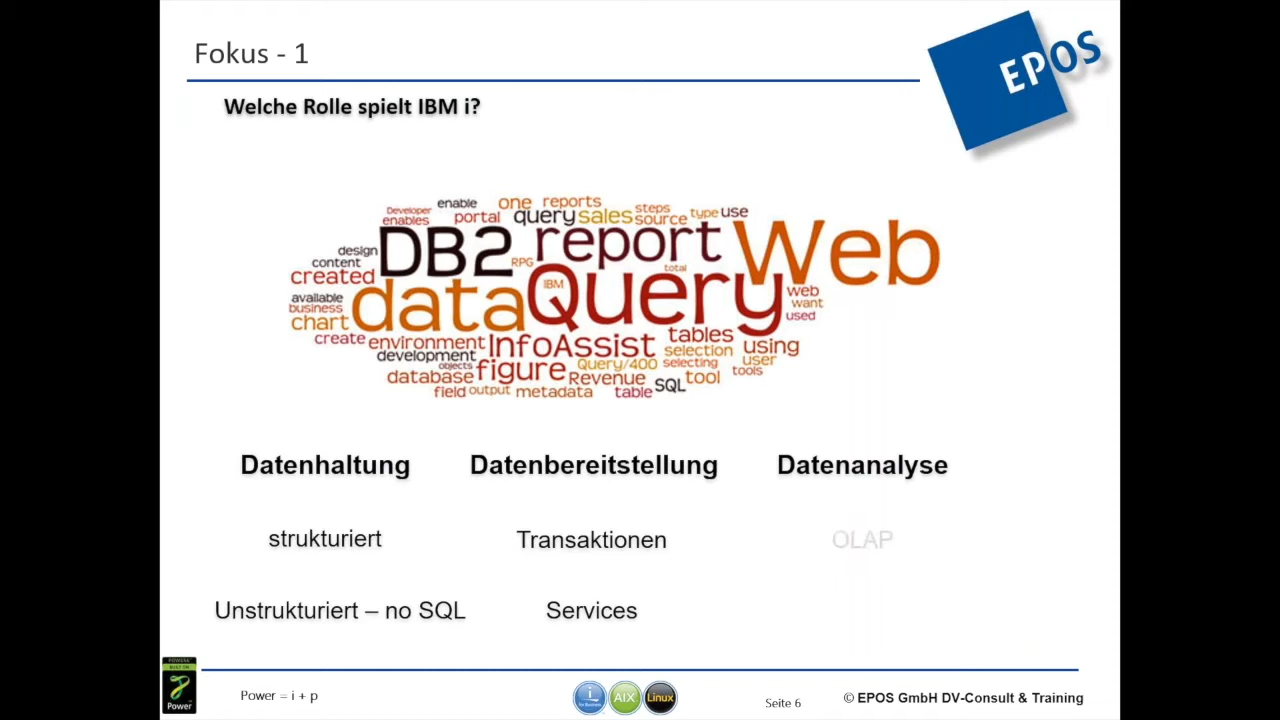 Fokus - 1
EPOS
Welche Rolle spielt IBM i?
Developer enable one reports steps
enables portal query sales source type use
design DB2 report Web
content RPG total
created IBM
available data Query web
business want
chart used
create environment InfoAssist tables using
development selection user
objects figure Query/400 selecting tools
database Revenue SQL tool
field output metadata table
Datenhaltung Datenbereitstellung Datenanalyse
strukturiert Transaktionen OLAP
Unstrukturiert – no SQL Services
Power
Power = i + p
i
for Business
AIX
Linux
Seite 6
© EPOS GmbH DV-Consult & Training